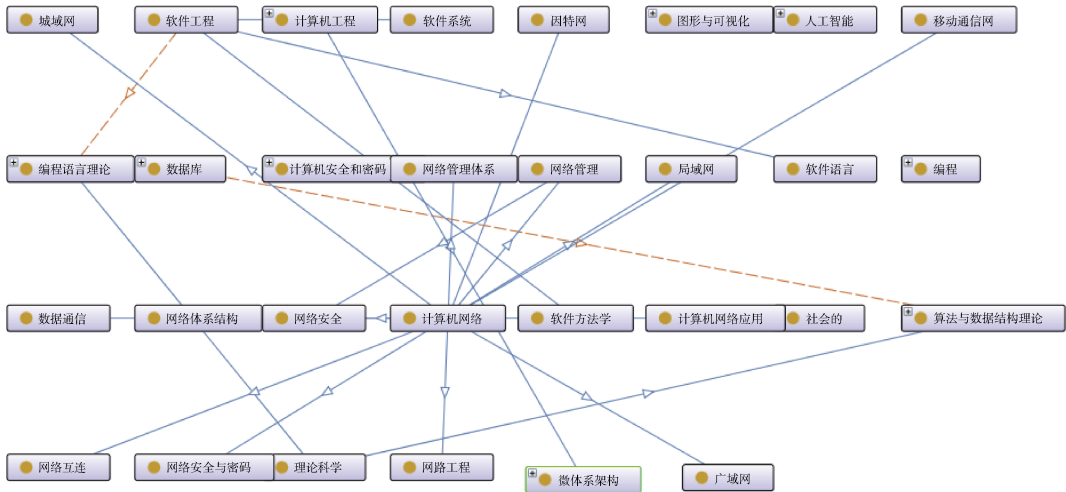 城域网
软件工程
计算机工程
软件系统
因特网
图形与可视化
人工智能
移动通信网
编程语言理论
数据库
计算机安全和密码
网络管理体系
网络管理
局域网
软件语言
编程
数据通信
网络体系结构
网络安全
计算机网络
软件方法学
计算机网络应用
社会的
算法与数据结构理论
网络互连
网络安全与密码
理论科学
网路工程
微体系架构
广域网